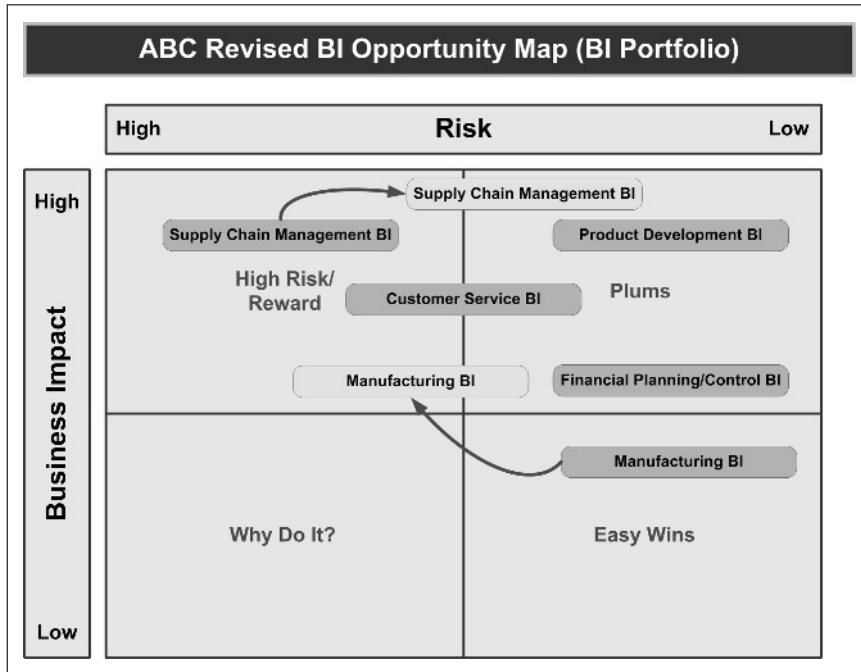 ABC Revised BI Opportunity Map (BI Portfolio)
High Risk Low
High
Business Impact
Low
Supply Chain Management BI
Supply Chain Management BI
Product Development BI
High Risk/
Reward
Customer Service BI
Plums
Manufacturing BI
Financial Planning/Control BI
Manufacturing BI
Why Do It?
Easy Wins